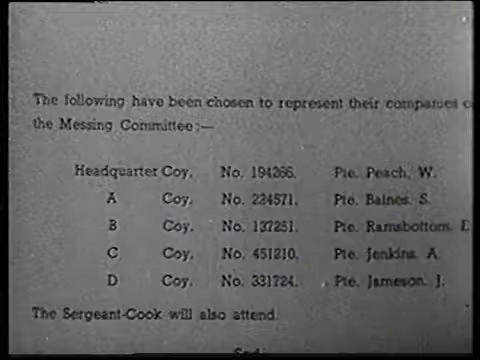 The following have been chosen to represent their companies
the Messing Committee:—
Headquarter Coy. No. 194266. Pte. Peach, W.
A Coy. No. 224571. Pte. Baines, S.
B Coy. No. 137251. Pte. Ramsbottom, E.
C Coy. No. 451210. Pte. Jenkins, A.
D Coy. No. 331724. Pte. Jameson, J.
The Sergeant-Cook will also attend.